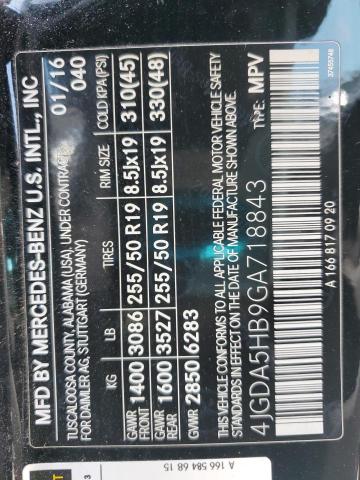 MFD BY MERCEDES-BENZ U.S. INTL., INC
TUSCALOOSA COUNTY, ALABAMA (USA), UNDER CONTRACT
FOR DAIMLER AG, STUTTGART (GERMANY)
01/16
040
KG LB TIRES RIM SIZE COLD KPA(PSI)
GAWR FRONT 1400 3086 255/50 R19 8.5Jx19 310(45)
GAWR REAR 1600 3527 255/50 R19 8.5Jx19 330(48)
GVWR 2850 6283
THIS VEHICLE CONFORMS TO ALL APPLICABLE FEDERAL MOTOR VEHICLE SAFETY
STANDARDS IN EFFECT ON THE DATE OF MANUFACTURE SHOWN ABOVE.
4JGDA5HB9GA718843 TYPE: MPV
A 166 817 09 20
37455748
A 166 584 68 15